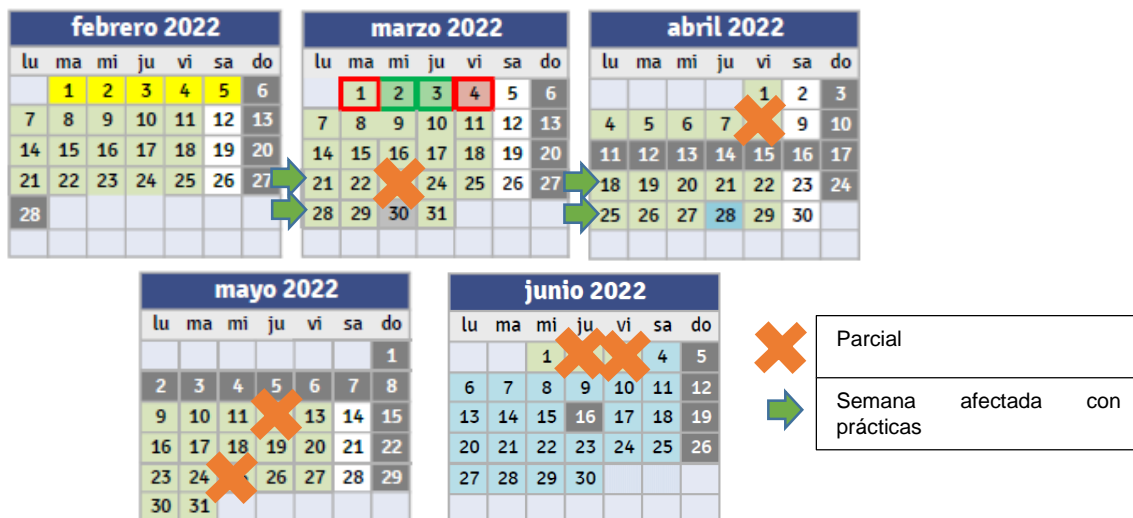 febrero 2022
lu ma mi ju vi sa do
1 2 3 4 5 6
7 8 9 10 11 12 13
14 15 16 17 18 19 20
21 22 23 24 25 26 27
28
marzo 2022
lu ma mi ju vi sa do
1 2 3 4 5 6
7 8 9 10 11 12 13
14 15 16 17 18 19 20
21 22 24 25 26 27
28 29 30 31
abril 2022
lu ma mi ju vi sa do
1 2 3
4 5 6 7 9 10
11 12 13 14 15 16 17
18 19 20 21 22 23 24
25 26 27 28 29 30
mayo 2022
lu ma mi ju vi sa do
1
2 3 4 5 6 7 8
9 10 11 13 14 15
16 17 18 19 20 21 22
23 24 26 27 28 29
30 31
junio 2022
lu ma mi ju vi sa do
1 4 5
6 7 8 9 10 11 12
13 14 15 16 17 18 19
20 21 22 23 24 25 26
27 28 29 30
Parcial
Semana afectada con
prácticas